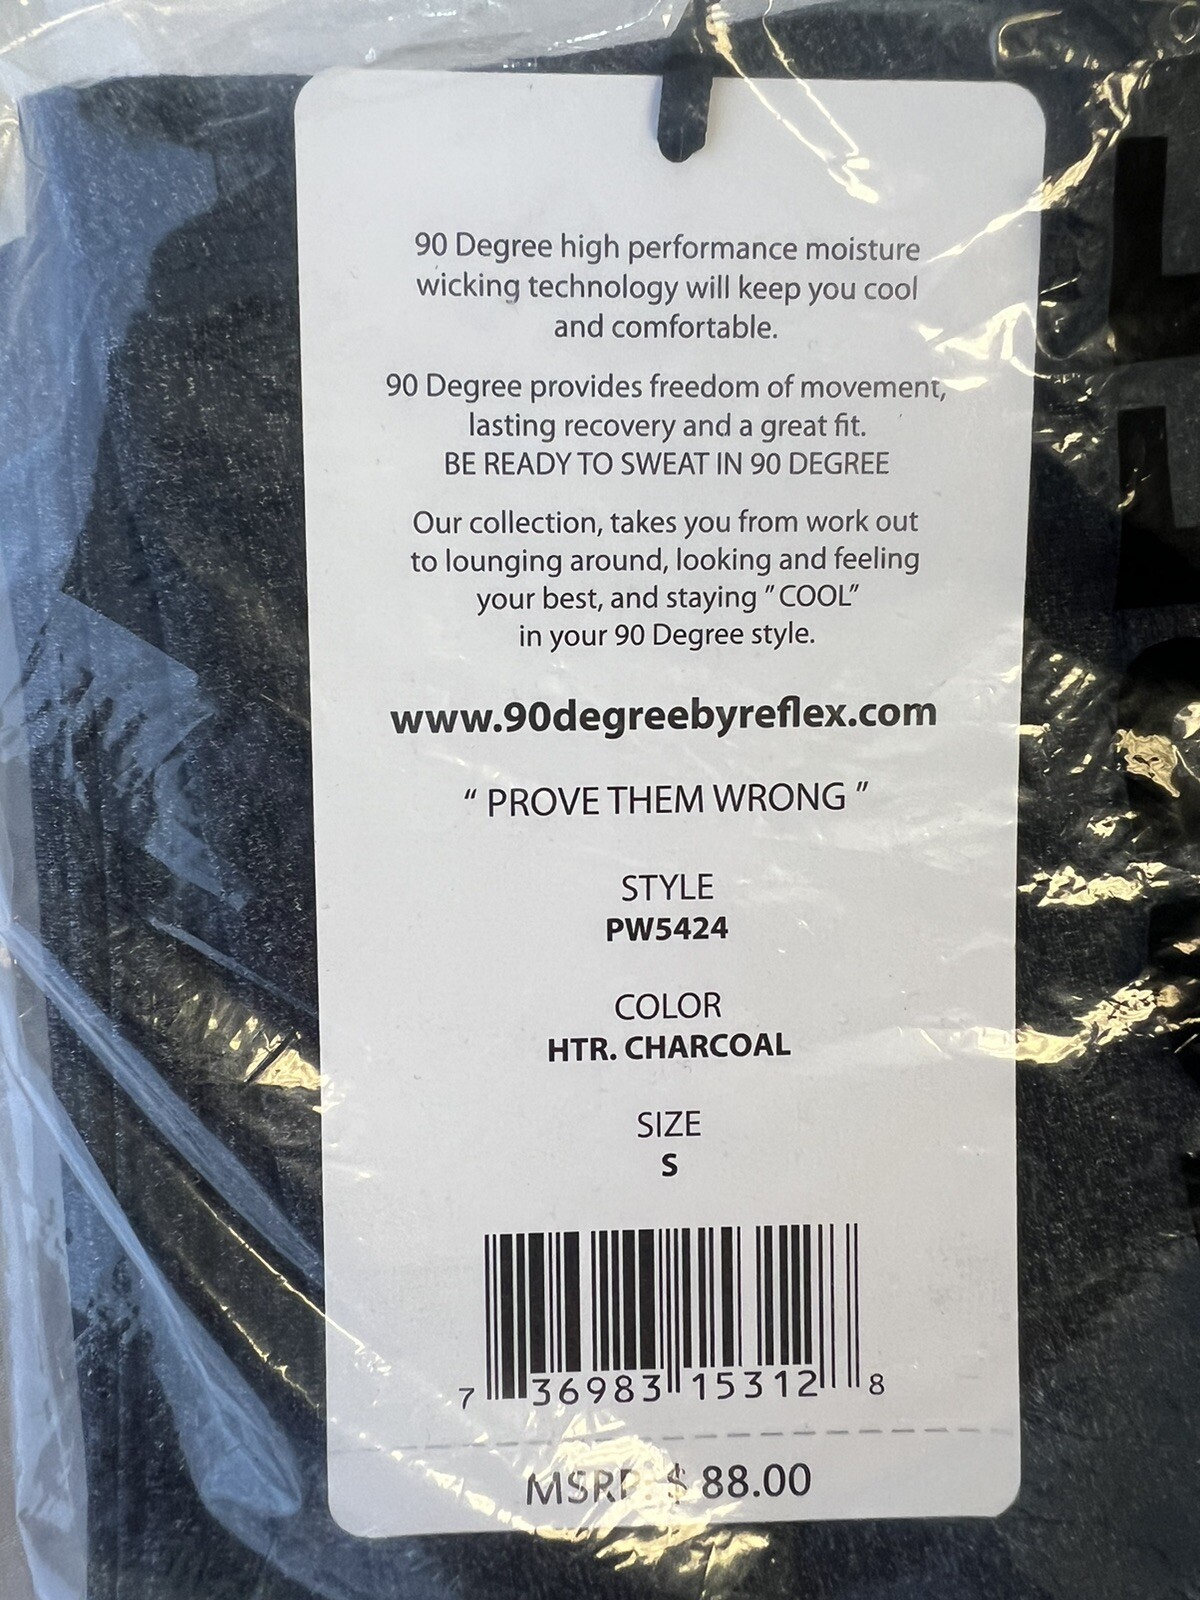 90 Degree high performance moisture
wicking technology will keep you cool
and comfortable.
90 Degree provides freedom of movement,
lasting recovery and a great fit.
BE READY TO SWEAT IN 90 DEGREE
Our collection, takes you from work out
to lounging around, looking and feeling
your best, and staying "COOL"
in your 90 Degree style.
www.90degreebyreflex.com
" PROVE THEM WRONG "
STYLE
PW5424
COLOR
HTR. CHARCOAL
SIZE
S
7 36983 15312 8
MSRP: $ 88.00